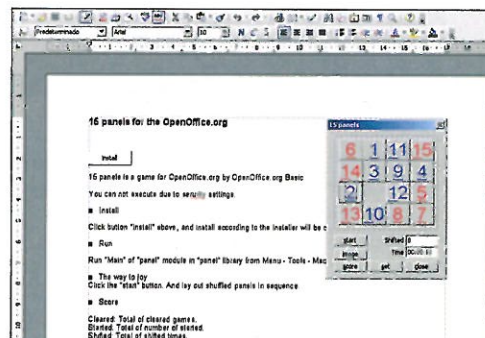 Predeterminado Arial 10 N C S
16 panels for the OpenOffice.org
Install
16 panels is a game for OpenOffice.org by OpenOffice.org Basic
You can not execute due to security settings.
■ Install
Click button "install" above, and install according to the installer will be c
■ Run
Run "Main" of "panel" module in "panel" library from Menu - Tools - Mac
■ The way to joy
Click the "start" button. And lay out shuffled panels in sequence
■ Score
Cleared: Total of cleared games.
Started: Total of number of started.
Shifted: Total of shifted times.
15 panels
6 1 11 15
14 3 9 4
2 12 5
13 10 8 7
start Shifted 0
image Time 00:00:00
score set close